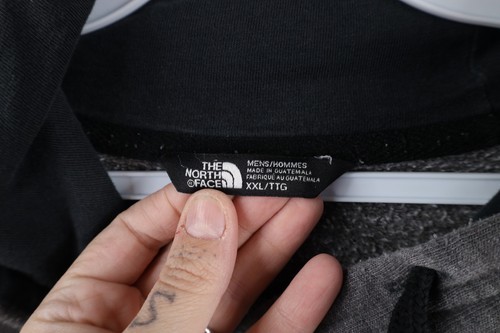 THE
NORTH
FACE
MENS/HOMMES
MADE IN GUATEMALA
FABRIQUÉ AU GUATEMALA
XXL/TTG